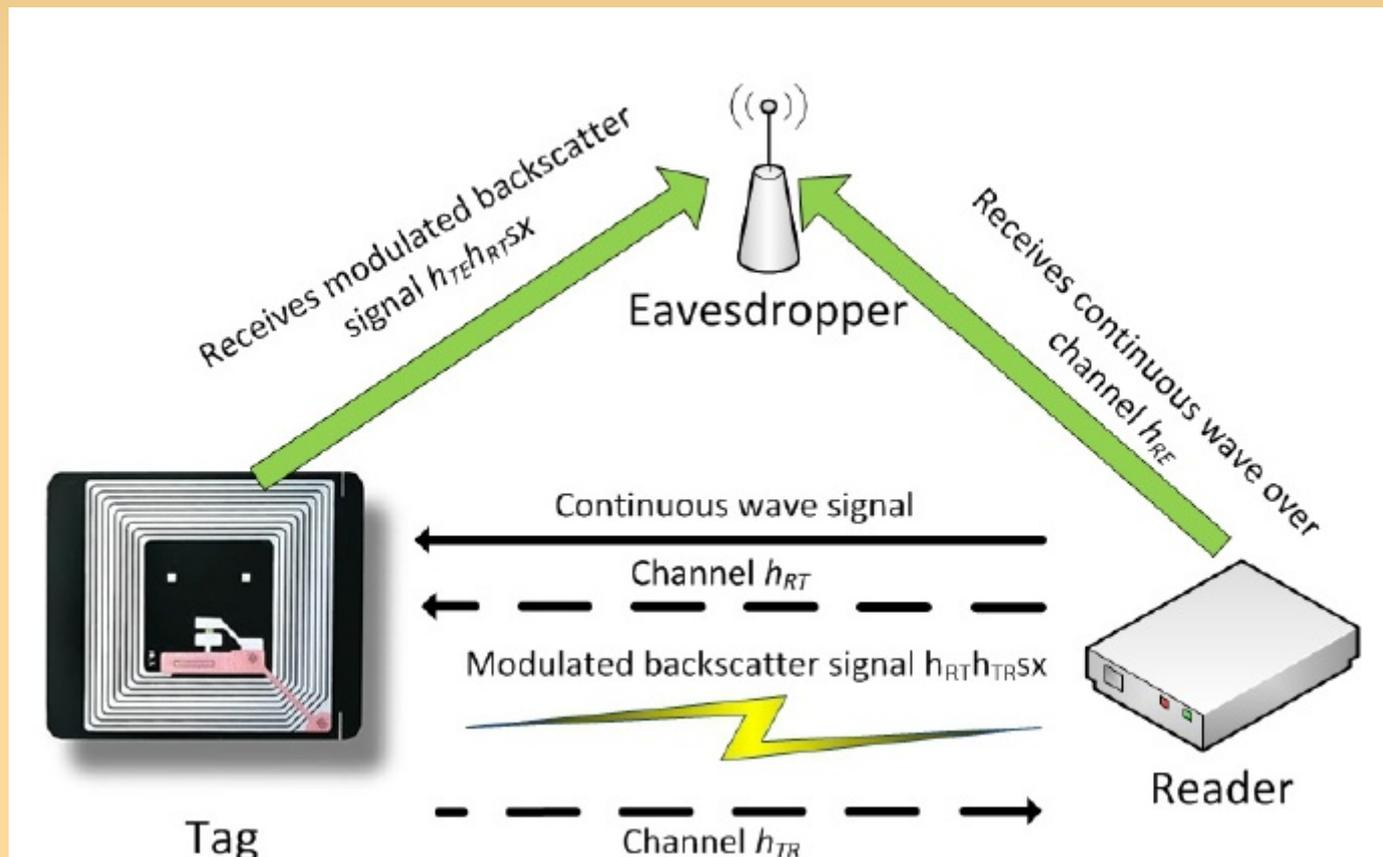 Receives modulated backscatter
signal h_TE h_RT sx
Eavesdropper
Receives continuous wave over
channel h_RE
Continuous wave signal
Channel h_RT
Modulated backscatter signal h_RT h_TR sx
Reader
Tag
Channel h_TR